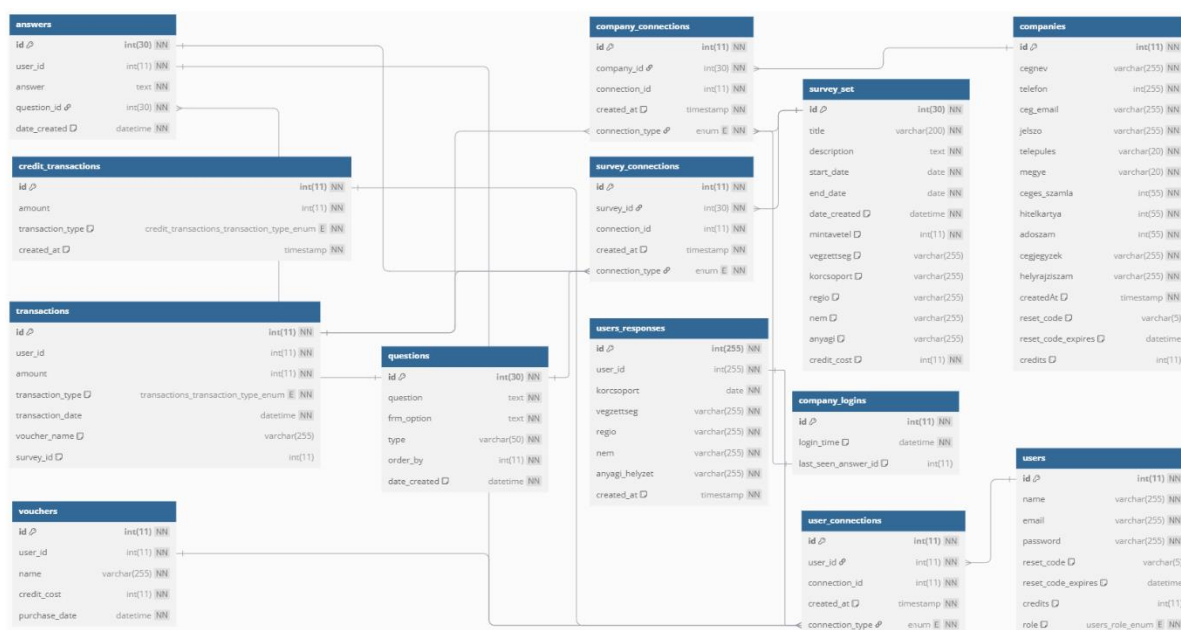 answers
id int(30) NN
user_id int(11) NN
answer text NN
question_id int(30) NN
date_created datetime NN
credit_transactions
id int(11) NN
amount int(11) NN
transaction_type credit_transactions_transaction_type_enum E NN
created_at timestamp NN
transactions
id int(11) NN
user_id int(11) NN
amount int(11) NN
transaction_type transactions_transaction_type_enum E NN
transaction_date datetime NN
voucher_name varchar(255)
survey_id int(11)
vouchers
id int(11) NN
user_id int(11) NN
name varchar(255) NN
credit_cost int(11) NN
purchase_date datetime NN
questions
id int(30) NN
question text NN
frm_option text NN
type varchar(50) NN
order_by int(11) NN
date_created datetime NN
company_connections
id int(11) NN
company_id int(30) NN
connection_id int(11) NN
created_at timestamp NN
connection_type enum E NN
survey_connections
id int(11) NN
survey_id int(30) NN
connection_id int(11) NN
created_at timestamp NN
connection_type enum E NN
users_responses
id int(255) NN
user_id int(255) NN
korcsoport date NN
vegzettseg varchar(255) NN
regio varchar(255) NN
nem varchar(255) NN
anyagi_helyzet varchar(255) NN
created_at timestamp NN
survey_set
id int(30) NN
title varchar(200) NN
description text NN
start_date date NN
end_date date NN
date_created datetime NN
mintavetel int(11) NN
vegzettseg varchar(255)
korcsoport varchar(255)
regio varchar(255)
nem varchar(255)
anyagi varchar(255)
credit_cost int(11) NN
company_logins
id int(11) NN
login_time datetime NN
last_seen_answer_id int(11)
user_connections
id int(11) NN
user_id int(11) NN
connection_id int(11) NN
created_at timestamp NN
connection_type enum E NN
companies
id int(11) NN
cegnev varchar(255) NN
telefon int(255) NN
ceg_email varchar(255) NN
jelszo varchar(255) NN
telepules varchar(20) NN
megye varchar(20) NN
ceges_szamla int(55) NN
hitelkartya int(55) NN
adoszam int(55) NN
cegjegyzek varchar(255) NN
helyrajziszam varchar(255) NN
createdAt timestamp NN
reset_code varchar(5)
reset_code_expires datetime
credits int(11)
users
id int(11) NN
name varchar(255) NN
email varchar(255) NN
password varchar(255) NN
reset_code varchar(5)
reset_code_expires datetime
credits int(11)
role users_role_enum E NN